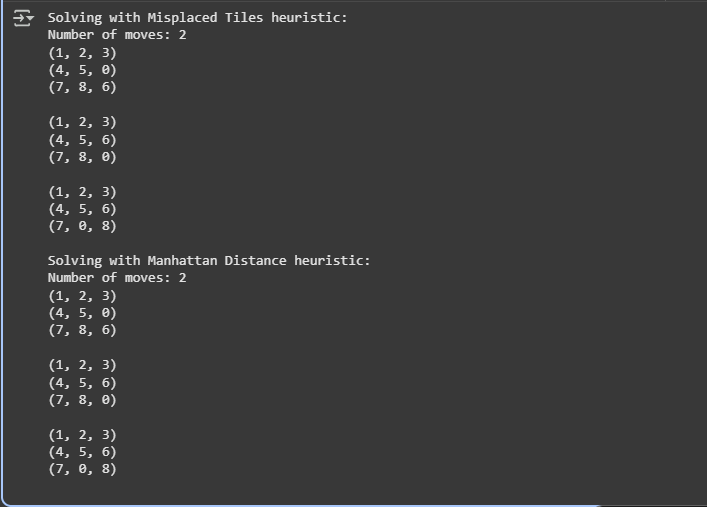 Solving with Misplaced Tiles heuristic:
Number of moves: 2
(1, 2, 3)
(4, 5, 0)
(7, 8, 6)

(1, 2, 3)
(4, 5, 6)
(7, 8, 0)

(1, 2, 3)
(4, 5, 6)
(7, 0, 8)

Solving with Manhattan Distance heuristic:
Number of moves: 2
(1, 2, 3)
(4, 5, 0)
(7, 8, 6)

(1, 2, 3)
(4, 5, 6)
(7, 8, 0)

(1, 2, 3)
(4, 5, 6)
(7, 0, 8)